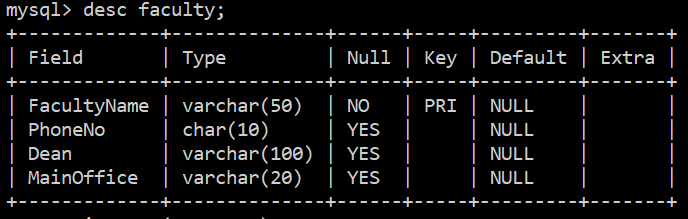 mysql> desc faculty;
+-------------+--------------+------+-----+---------+-------+
| Field       | Type         | Null | Key | Default | Extra |
+-------------+--------------+------+-----+---------+-------+
| FacultyName | varchar(50)  | NO   | PRI | NULL    |       |
| PhoneNo     | char(10)     | YES  |     | NULL    |       |
| Dean        | varchar(100) | YES  |     | NULL    |       |
| MainOffice  | varchar(20)  | YES  |     | NULL    |       |
+-------------+--------------+------+-----+---------+-------+